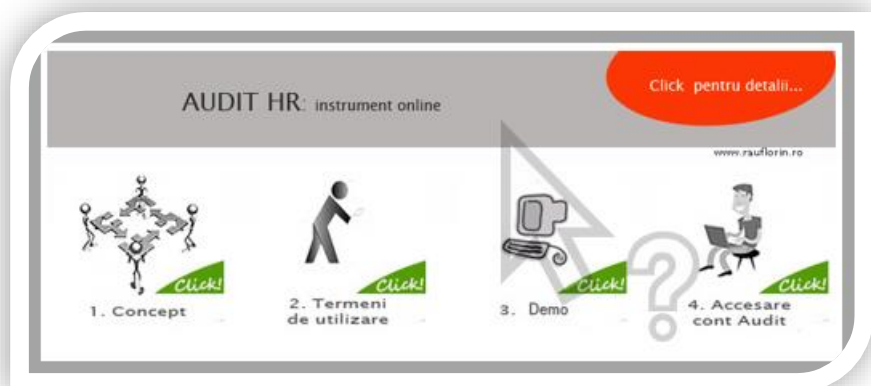 AUDIT HR: instrument online
Click pentru detalii...
www.rauflorin.ro
Click!
1. Concept
Click!
2. Termeni
de utilizare
Click!
3. Demo
Click!
4. Accesare
cont Audit